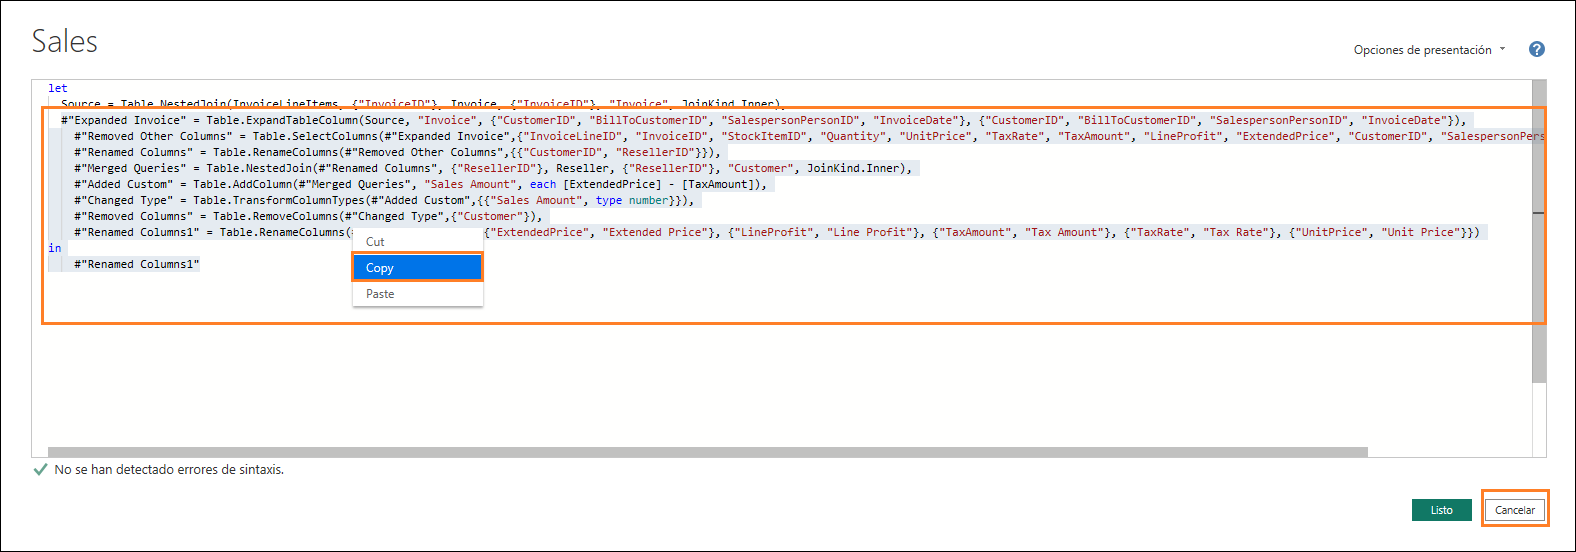 Sales
Opciones de presentación
?
let
Source = Table.NestedJoin(InvoiceLineItems, {"InvoiceID"}, Invoice, {"InvoiceID"}, "Invoice", JoinKind.Inner),
#"Expanded Invoice" = Table.ExpandTableColumn(Source, "Invoice", {"CustomerID", "BillToCustomerID", "SalespersonPersonID", "InvoiceDate"}, {"CustomerID", "BillToCustomerID", "SalespersonPersonID", "InvoiceDate"}),
#"Removed Other Columns" = Table.SelectColumns(#"Expanded Invoice",{"InvoiceLineID", "InvoiceID", "StockItemID", "Quantity", "UnitPrice", "TaxRate", "TaxAmount", "LineProfit", "ExtendedPrice", "CustomerID", "SalespersonPers
#"Renamed Columns" = Table.RenameColumns(#"Removed Other Columns",{{"CustomerID", "ResellerID"}}),
#"Merged Queries" = Table.NestedJoin(#"Renamed Columns", {"ResellerID"}, Reseller, {"ResellerID"}, "Customer", JoinKind.Inner),
#"Added Custom" = Table.AddColumn(#"Merged Queries", "Sales Amount", each [ExtendedPrice] - [TaxAmount]),
#"Changed Type" = Table.TransformColumnTypes(#"Added Custom",{{"Sales Amount", type number}}),
#"Removed Columns" = Table.RemoveColumns(#"Changed Type",{"Customer"}),
#"Renamed Columns1" = Table.RenameColumns( {"ExtendedPrice", "Extended Price"}, {"LineProfit", "Line Profit"}, {"TaxAmount", "Tax Amount"}, {"TaxRate", "Tax Rate"}, {"UnitPrice", "Unit Price"}})
in
#"Renamed Columns1"
Cut
Copy
Paste
No se han detectado errores de sintaxis.
Listo
Cancelar